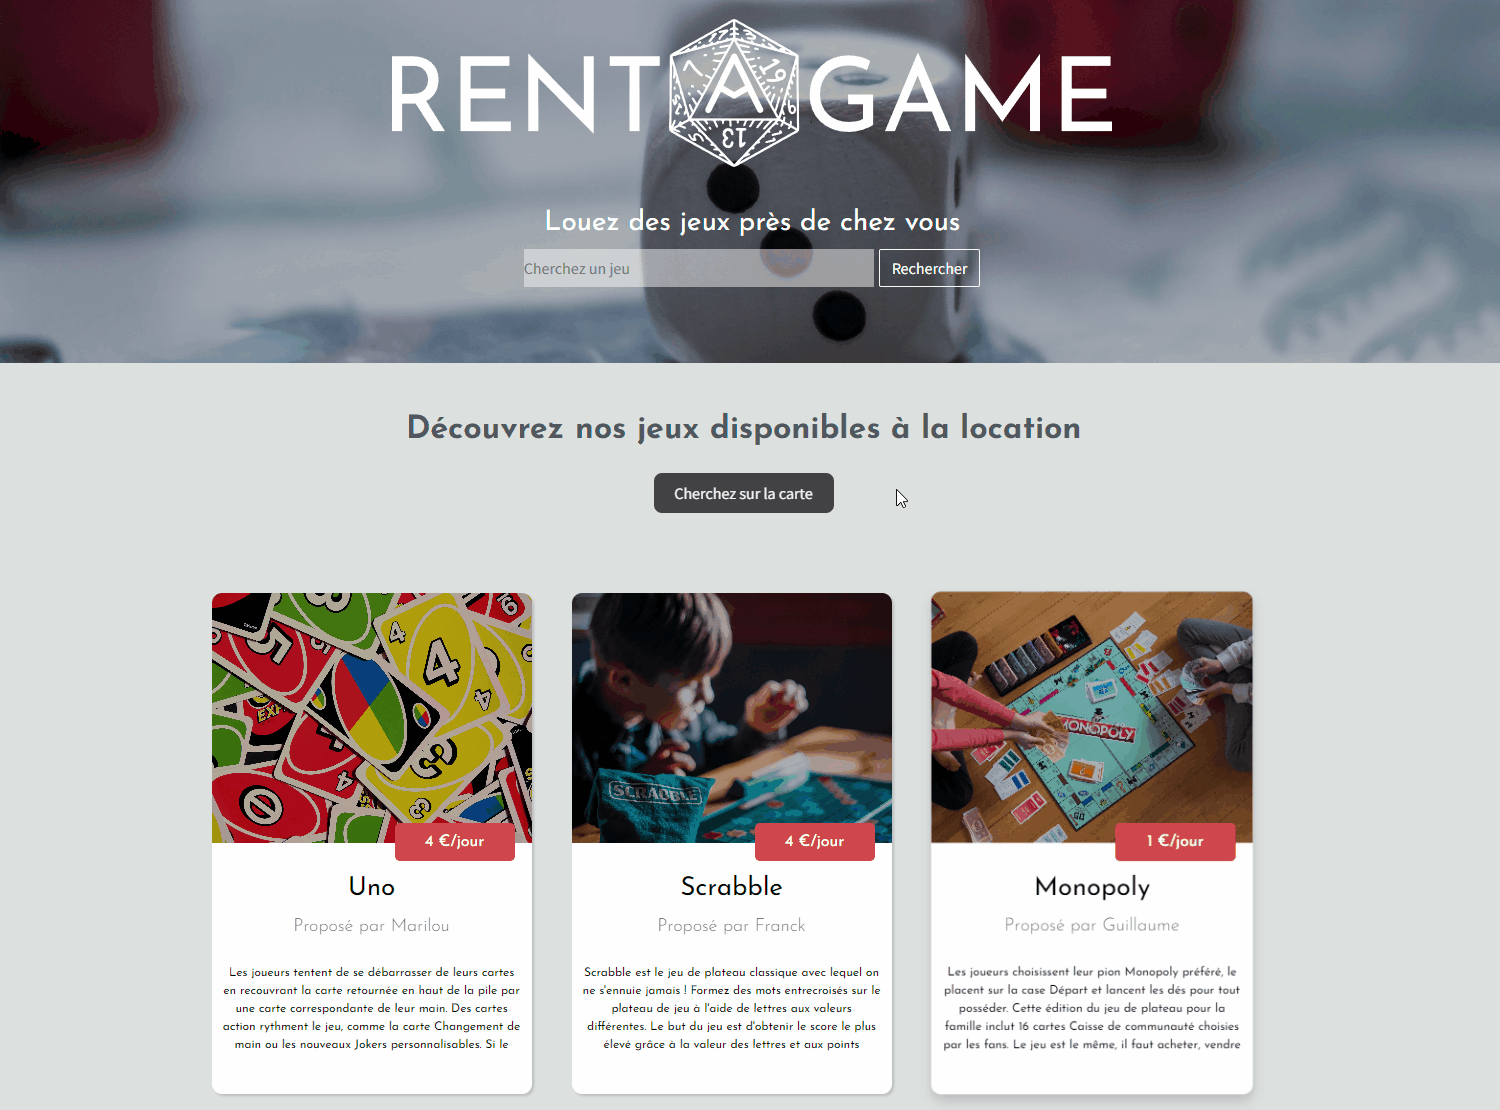 RENT A GAME
Louez des jeux près de chez vous
Cherchez un jeu
Rechercher
Découvrez nos jeux disponibles à la location
Cherchez sur la carte
SCRABBLE
MONOPOLY
4 €/jour
4 €/jour
1 €/jour
Uno
Proposé par Marilou
Les joueurs tentent de se débarrasser de leurs cartes
en recouvrant la carte retournée en haut de la pile par
une carte correspondante de leur main. Des cartes
action rythment le jeu, comme la carte Changement de
main ou les nouveaux Jokers personnalisables. Si le
Scrabble
Proposé par Franck
Scrabble est le jeu de plateau classique avec lequel on
ne s'ennuie jamais ! Formez des mots entrecroisés sur le
plateau de jeu à l'aide de lettres aux valeurs
différentes. Le but du jeu est d'obtenir le score le plus
élevé grâce à la valeur des lettres et aux points
Monopoly
Proposé par Guillaume
Les joueurs choisissent leur pion Monopoly préféré, le
placent sur la case Départ et lancent les dés pour tout
posséder. Cette édition du jeu de plateau pour la
famille inclut 16 cartes Caisse de communauté choisies
par les fans. Le jeu est le même, il faut acheter, vendre